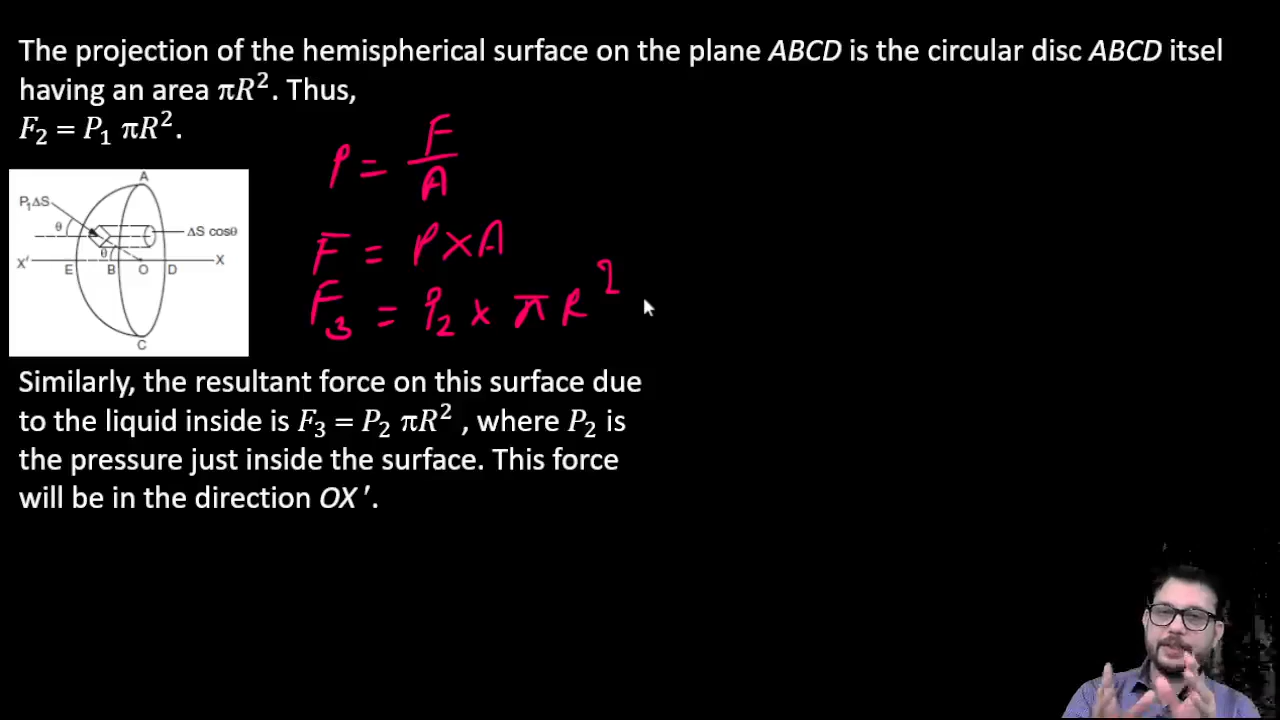 The projection of the hemispherical surface on the plane ABCD is the circular disc ABCD itsel
having an area πR². Thus,
F₂ = P₁ πR².
P = F/A
F = P × A
F₃ = P₂ × πR²
A
P₁ΔS
θ
ΔS cosθ
θ
X' E B O D X
C
Similarly, the resultant force on this surface due
to the liquid inside is F₃ = P₂ πR² , where P₂ is
the pressure just inside the surface. This force
will be in the direction OX ′.